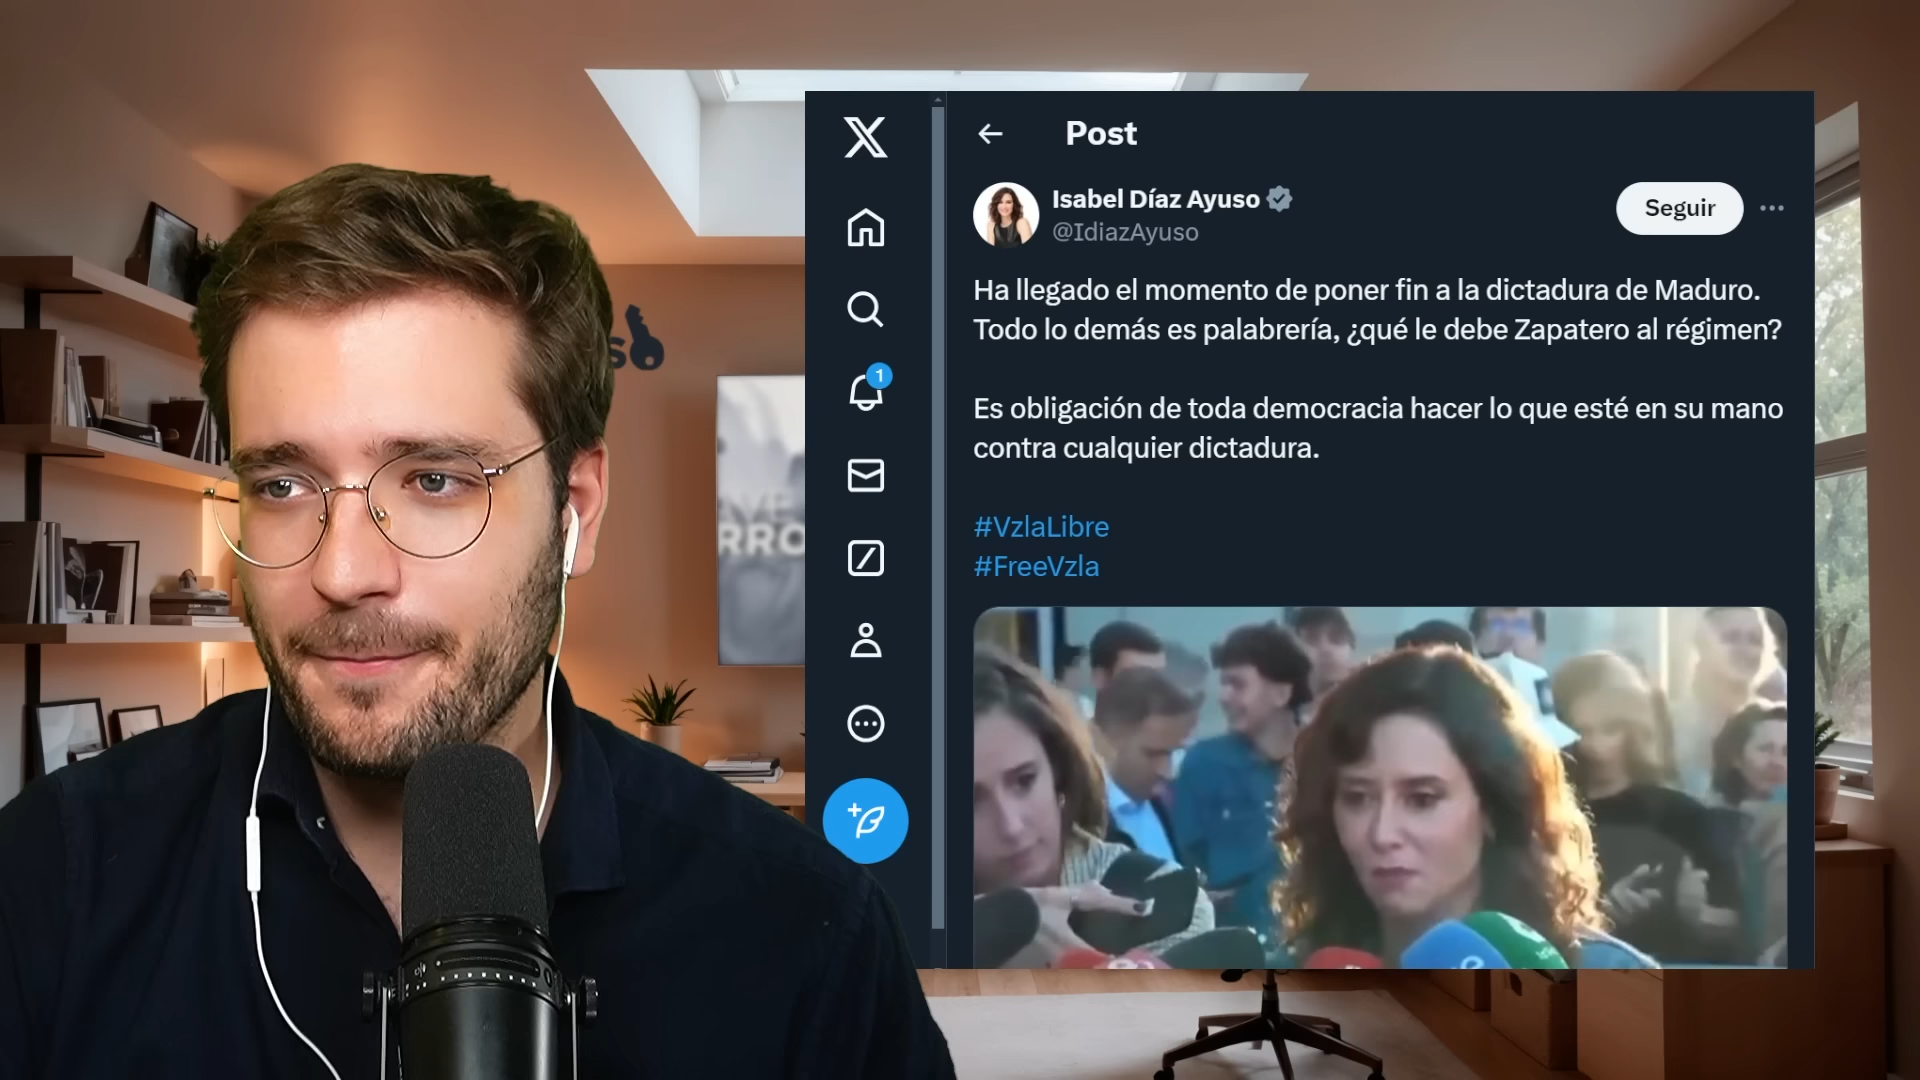 Post
Isabel Díaz Ayuso
@IdiazAyuso
Seguir
Ha llegado el momento de poner fin a la dictadura de Maduro.
Todo lo demás es palabrería, ¿qué le debe Zapatero al régimen?
Es obligación de toda democracia hacer lo que esté en su mano
contra cualquier dictadura.
#VzlaLibre
#FreeVzla
1